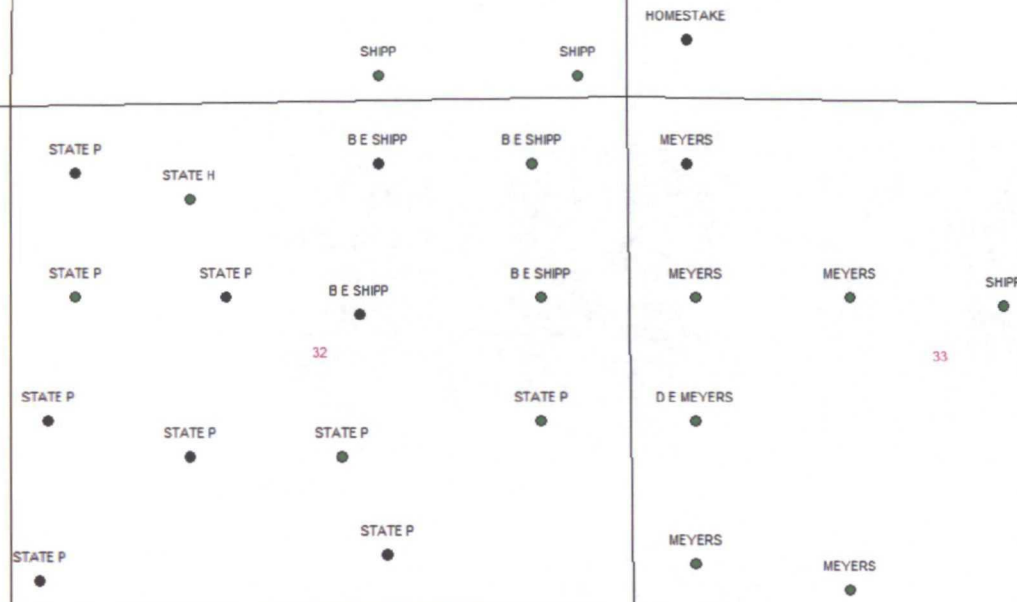 HOMESTAKE
SHIPP
SHIPP
B E SHIPP
B E SHIPP
MEYERS
STATE P
STATE H
STATE P
STATE P
B E SHIPP
B E SHIPP
MEYERS
MEYERS
SHIPP
32
33
STATE P
STATE P
D E MEYERS
STATE P
STATE P
STATE P
MEYERS
STATE P
MEYERS